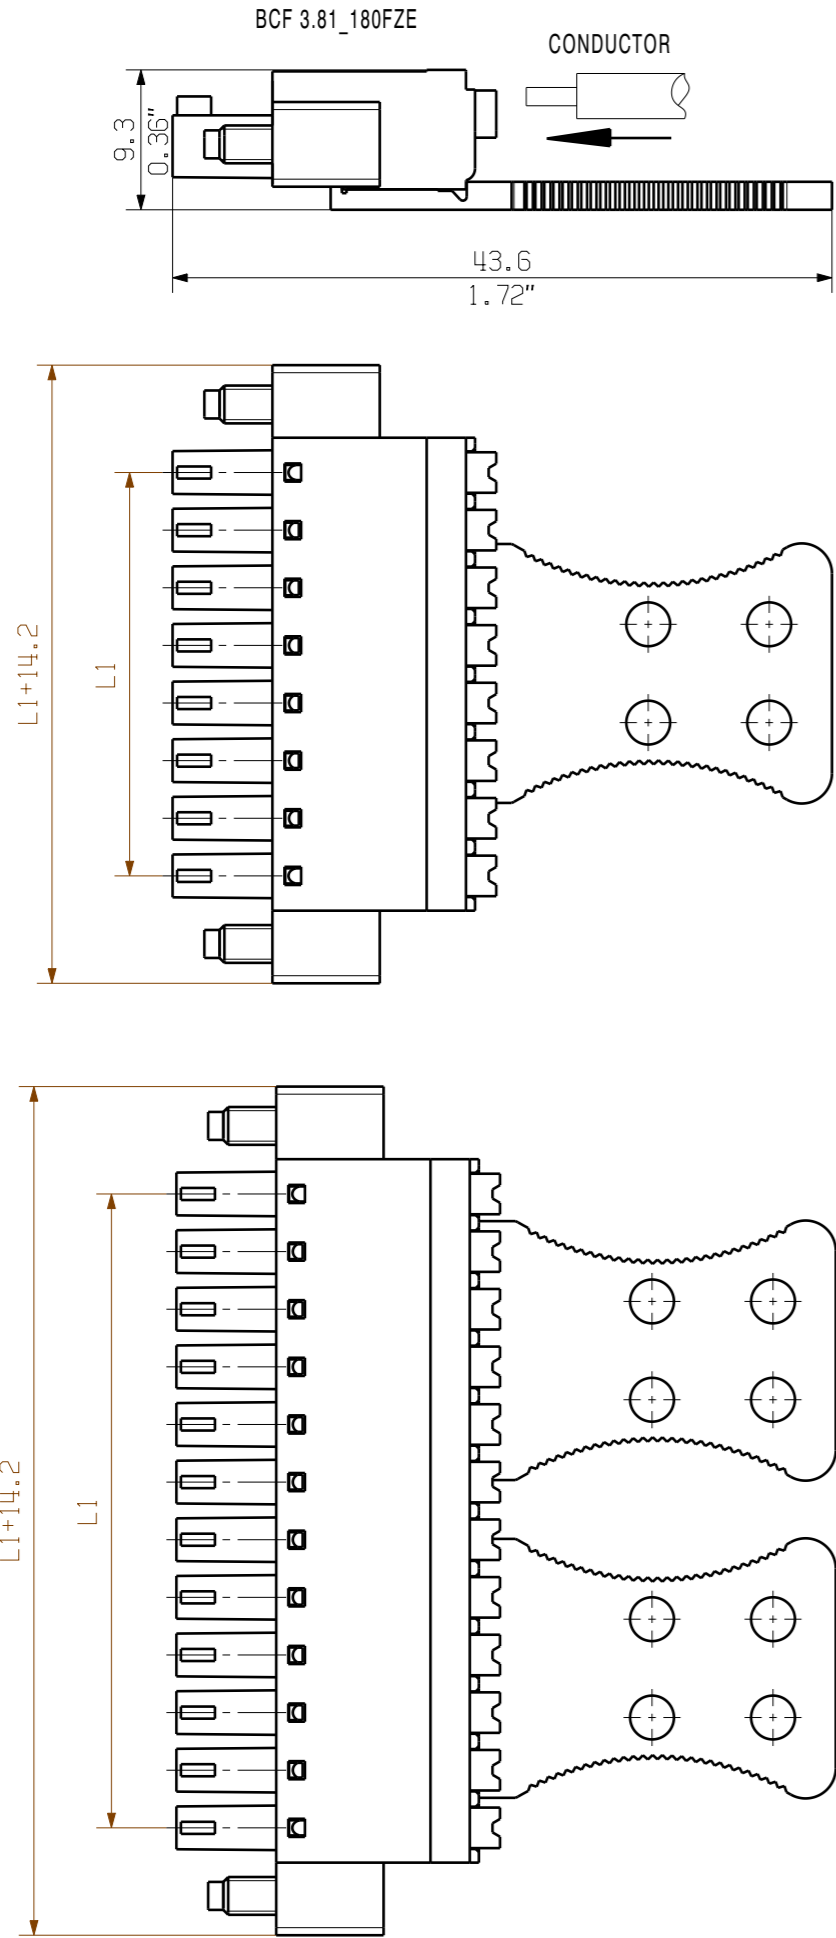 BCF 3.81_180FZE
CONDUCTOR
9.3
0.36"
43.6
1.72"
L1+14.2
L1
L1+14.2
L1